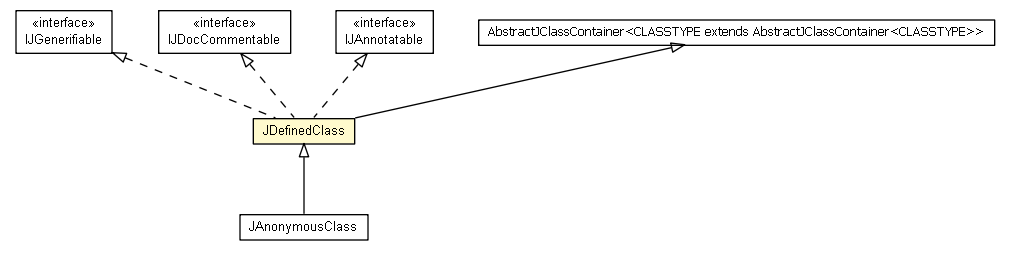 «interface»
IJGenerifiable
«interface»
IJDocCommentable
«interface»
IJAnnotatable
AbstractJClassContainer<CLASSTYPE extends AbstractJClassContainer<CLASSTYPE>>
JDefinedClass
JAnonymousClass